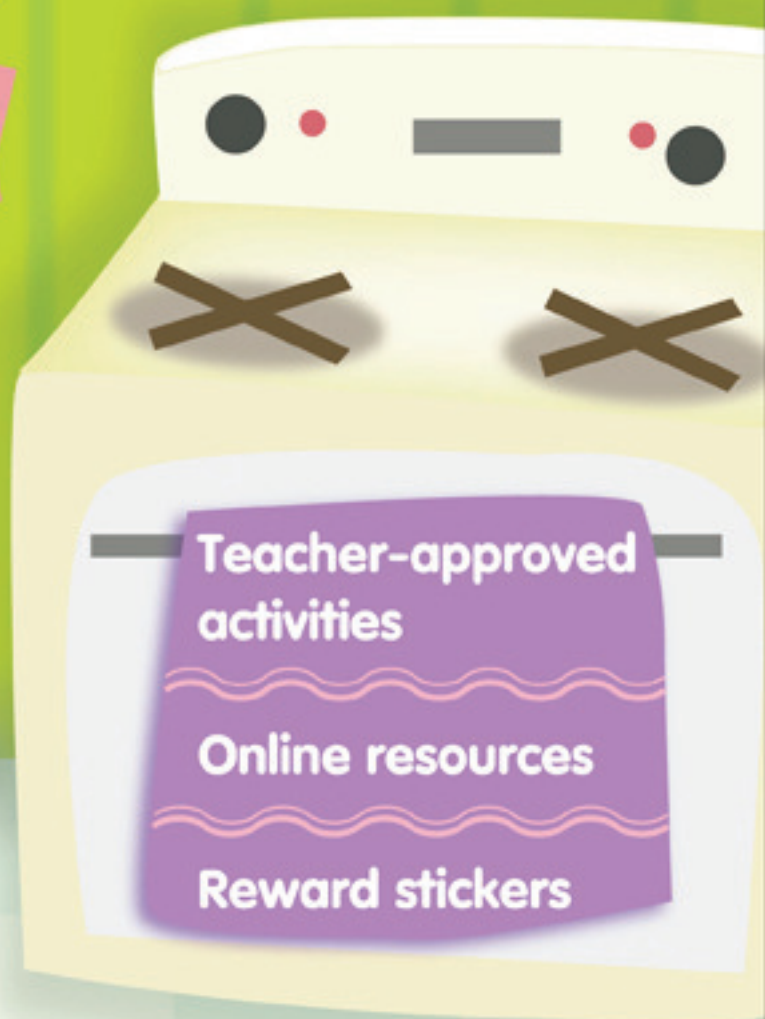 Teacher-approved
activities
Online resources
Reward stickers